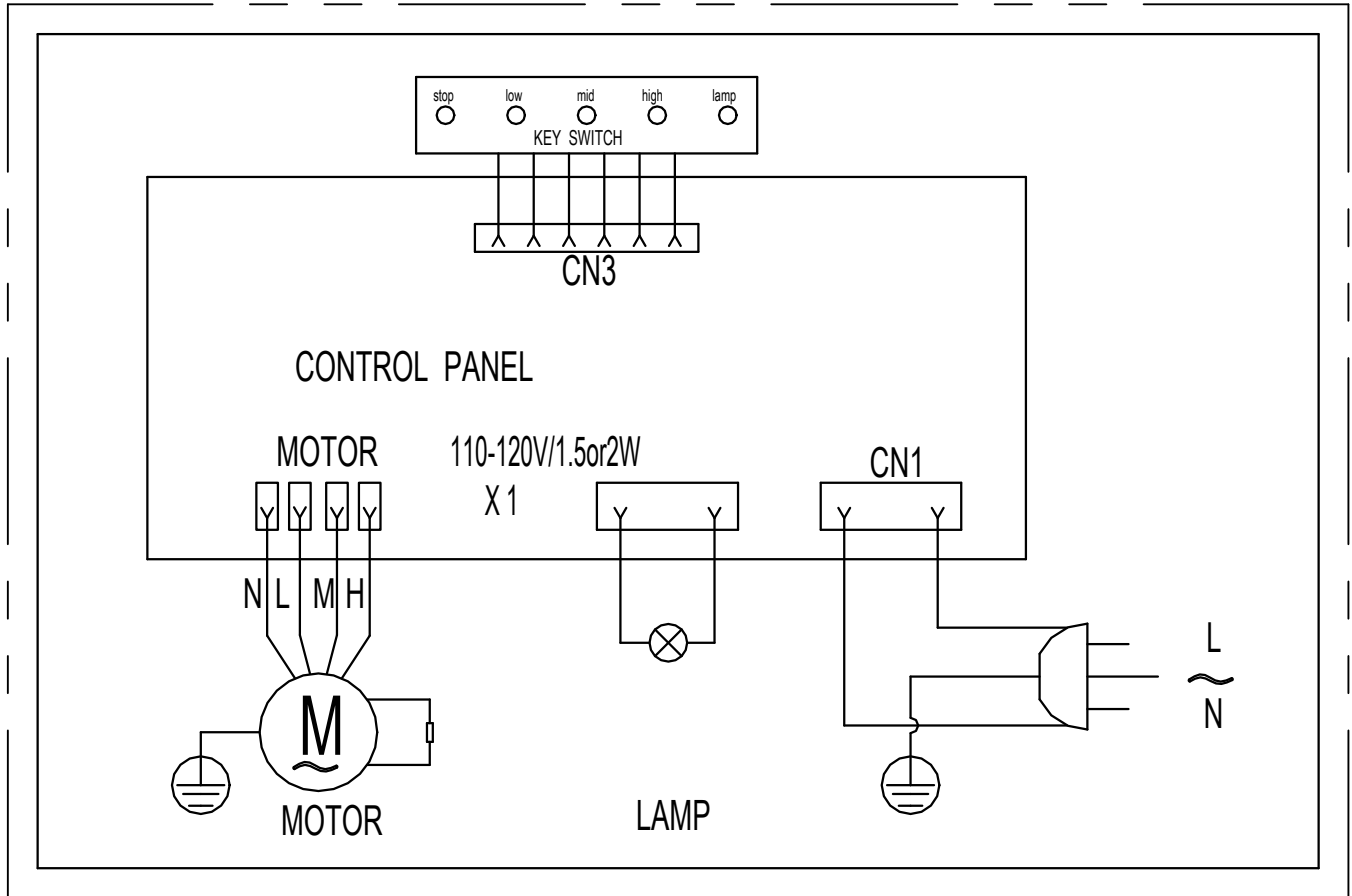 stop low mid high lamp
KEY SWITCH
CN3
CONTROL PANEL
MOTOR 110-120V/1.5or2W CN1
X 1
N L M H
L
N
M
MOTOR LAMP